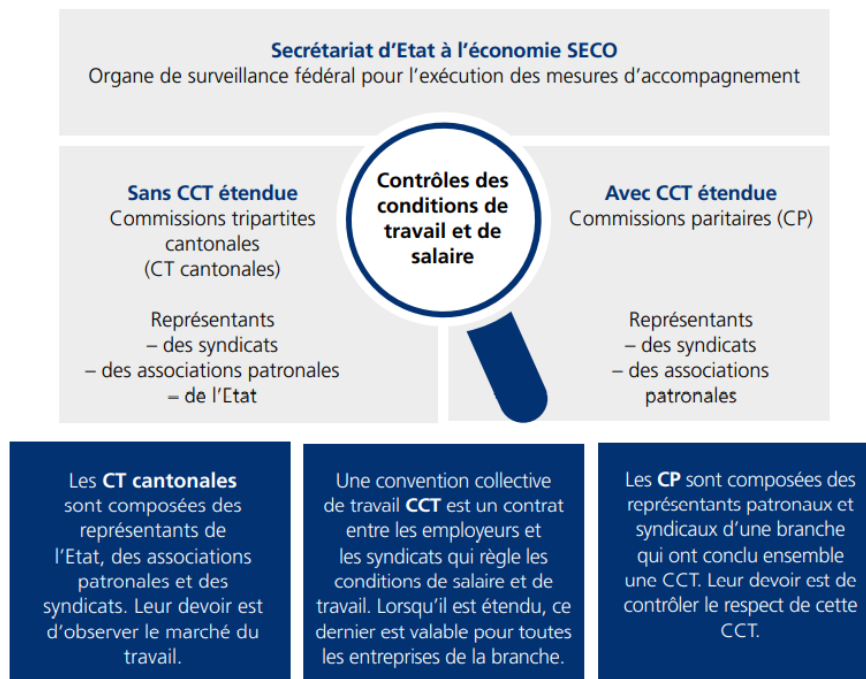 Secrétariat d'Etat à l'économie SECO
Organe de surveillance fédéral pour l'exécution des mesures d'accompagnement
Contrôles des
conditions de
travail et de
salaire
Sans CCT étendue
Commissions tripartites
cantonales
(CT cantonales)
Représentants
– des syndicats
– des associations patronales
– de l'Etat
Avec CCT étendue
Commissions paritaires (CP)
Représentants
– des syndicats
– des associations
patronales
Les CT cantonales
sont composées des
représentants de
l'Etat, des associations
patronales et des
syndicats. Leur devoir est
d'observer le marché du
travail.
Une convention collective
de travail CCT est un contrat
entre les employeurs et
les syndicats qui règle les
conditions de salaire et de
travail. Lorsqu'il est étendu, ce
dernier est valable pour toutes
les entreprises de la branche.
Les CP sont composées des
représentants patronaux et
syndicaux d'une branche
qui ont conclu ensemble
une CCT. Leur devoir est de
contrôler le respect de cette
CCT.